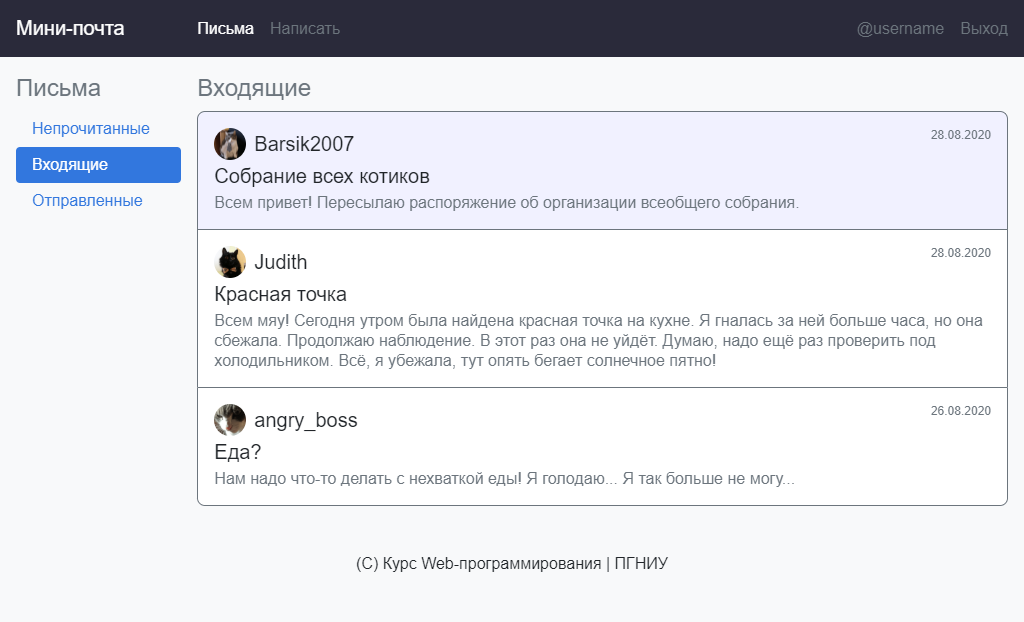 Мини-почта Письма Написать @username Выход
Письма
Непрочитанные
Входящие
Отправленные
Входящие
Barsik2007 28.08.2020
Собрание всех котиков
Всем привет! Пересылаю распоряжение об организации всеобщего собрания.
Judith 28.08.2020
Красная точка
Всем мяу! Сегодня утром была найдена красная точка на кухне. Я гналась за ней больше часа, но она
сбежала. Продолжаю наблюдение. В этот раз она не уйдёт. Думаю, надо ещё раз проверить под
холодильником. Всё, я убежала, тут опять бегает солнечное пятно!
angry_boss 26.08.2020
Еда?
Нам надо что-то делать с нехваткой еды! Я голодаю... Я так больше не могу...
(C) Курс Web-программирования | ПГНИУ